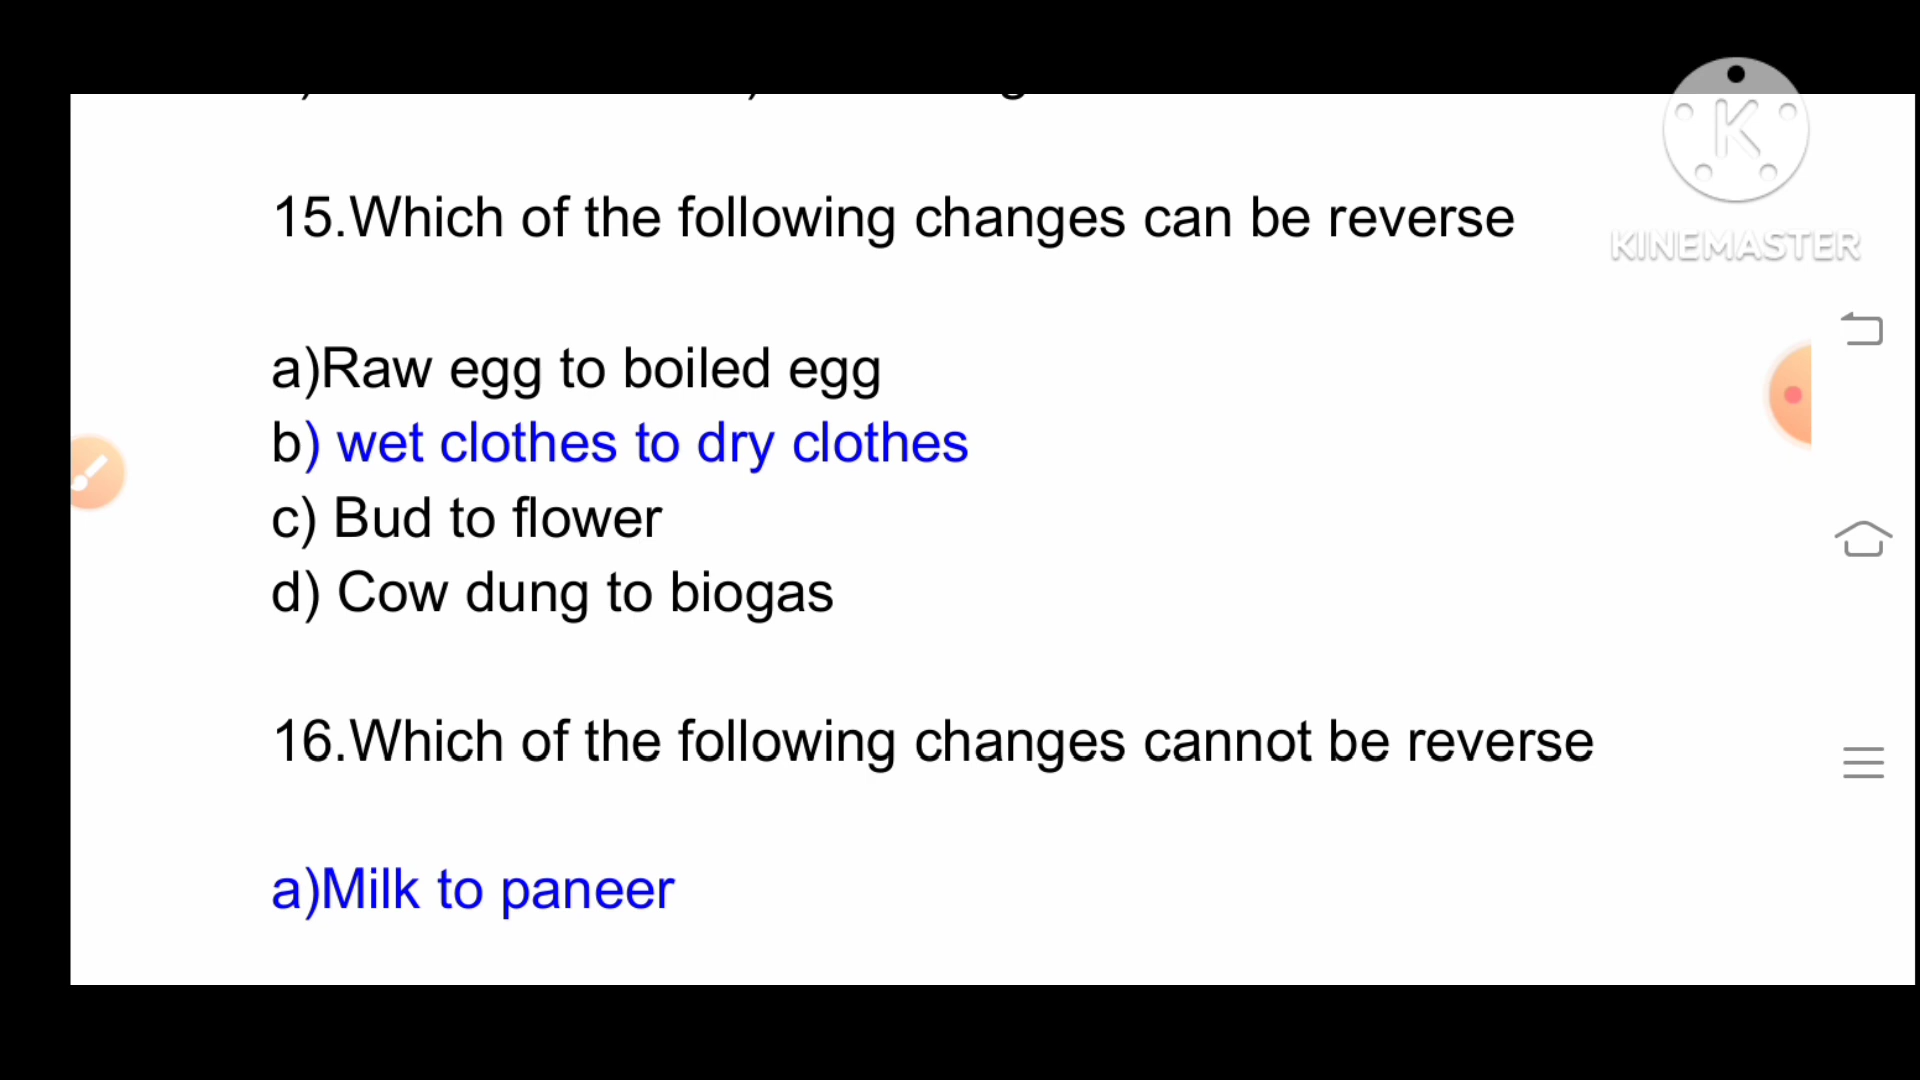 KINEMASTER
15.Which of the following changes can be reverse
a)Raw egg to boiled egg
b) wet clothes to dry clothes
c) Bud to flower
d) Cow dung to biogas
16.Which of the following changes cannot be reverse
a)Milk to paneer